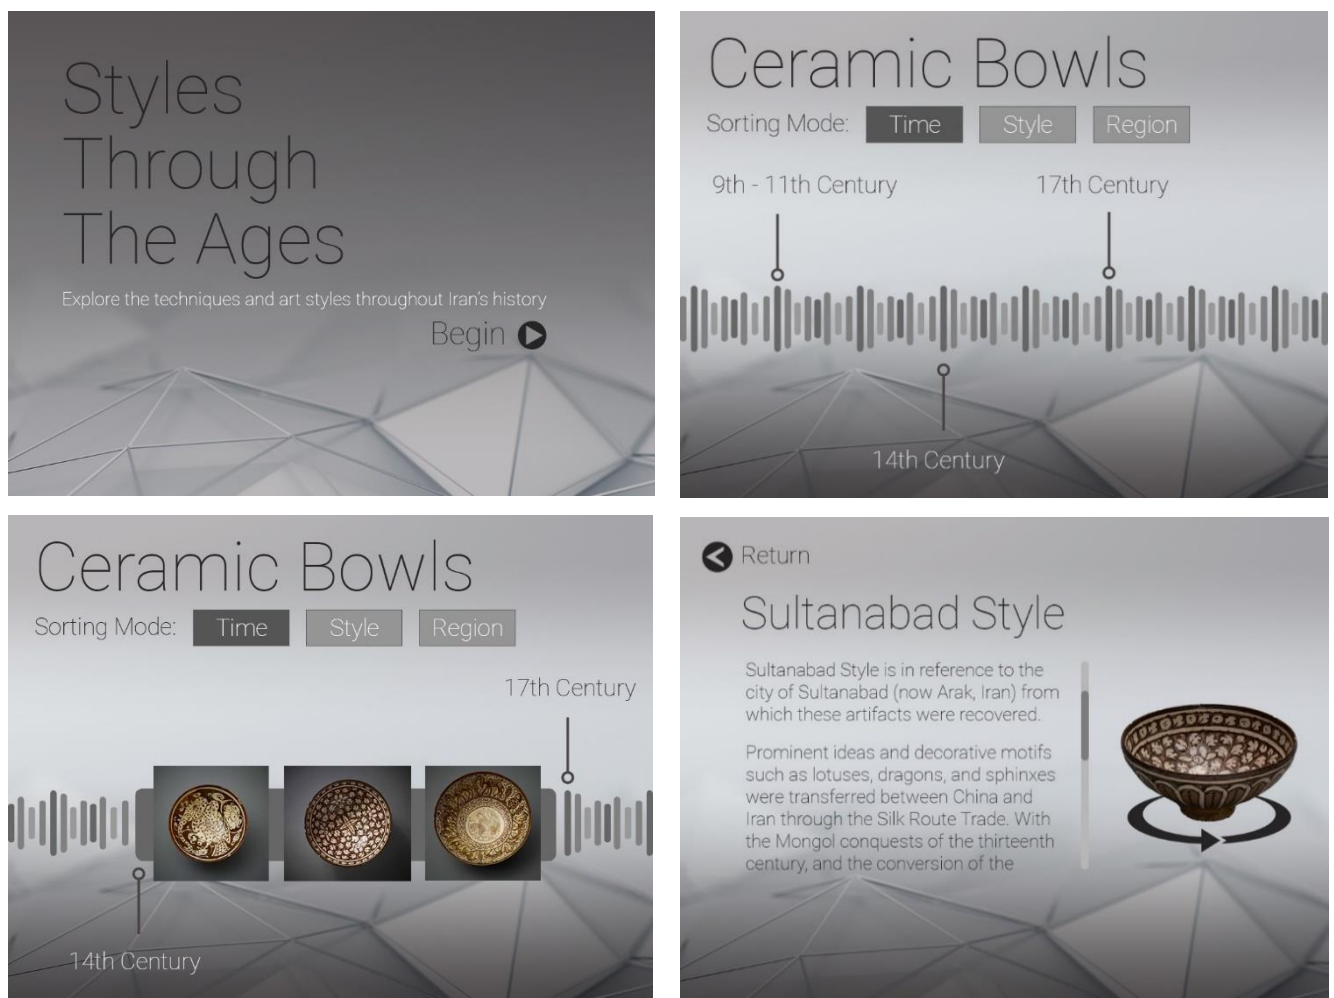 Styles
Through
The Ages
Explore the techniques and art styles throughout Iran's history
Begin
Ceramic Bowls
Sorting Mode: Time Style Region
9th - 11th Century 17th Century
14th Century
Ceramic Bowls
Sorting Mode: Time Style Region
17th Century
14th Century
Return
Sultanabad Style
Sultanabad Style is in reference to the
city of Sultanabad (now Arak, Iran) from
which these artifacts were recovered.
Prominent ideas and decorative motifs
such as lotuses, dragons, and sphinxes
were transferred between China and
Iran through the Silk Route Trade. With
the Mongol conquests of the thirteenth
century, and the conversion of the